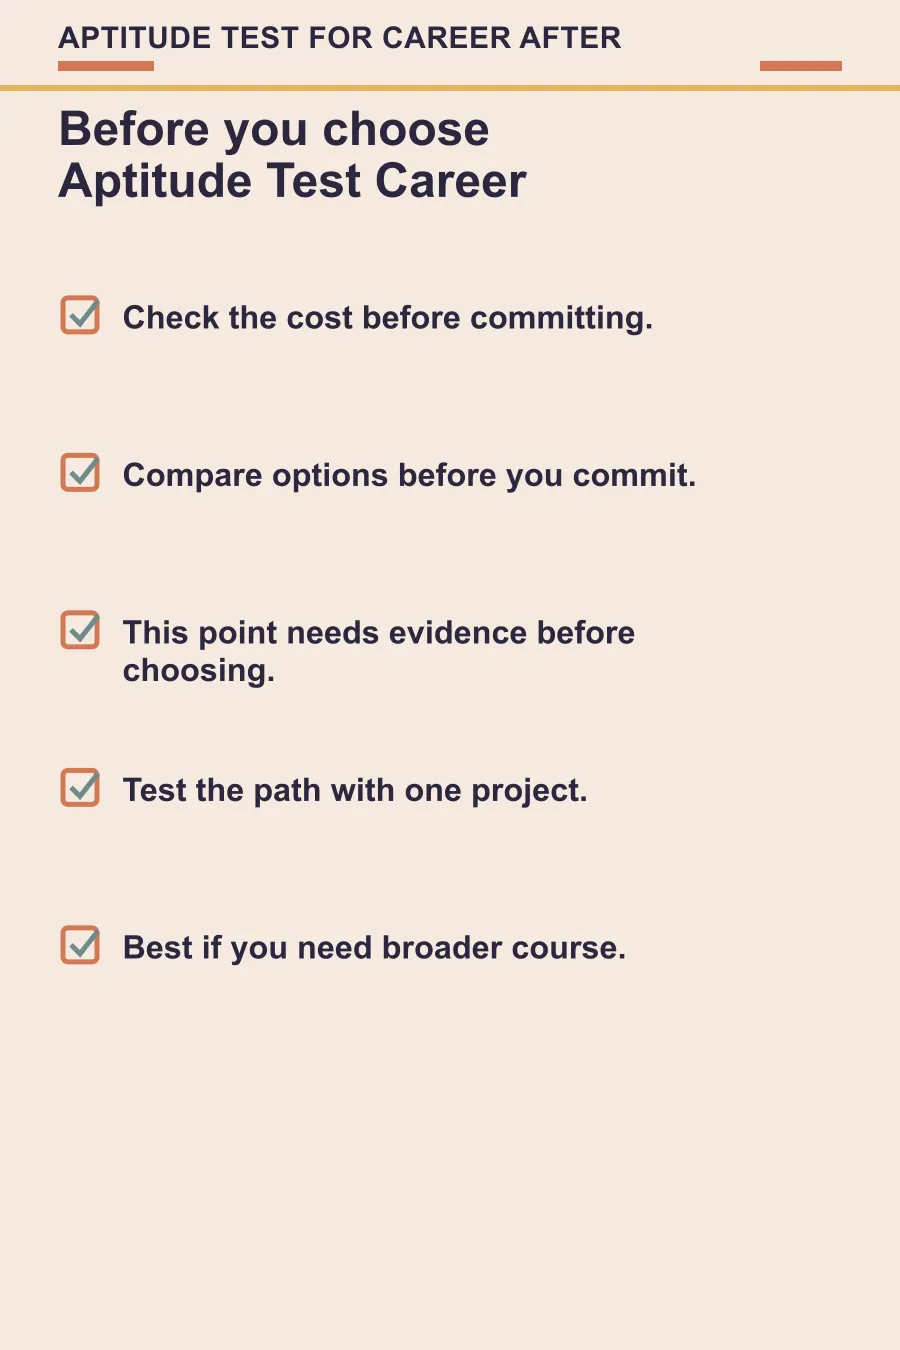 APTITUDE TEST FOR CAREER AFTER
Before you choose
Aptitude Test Career
Check the cost before committing.
Compare options before you commit.
This point needs evidence before
choosing.
Test the path with one project.
Best if you need broader course.